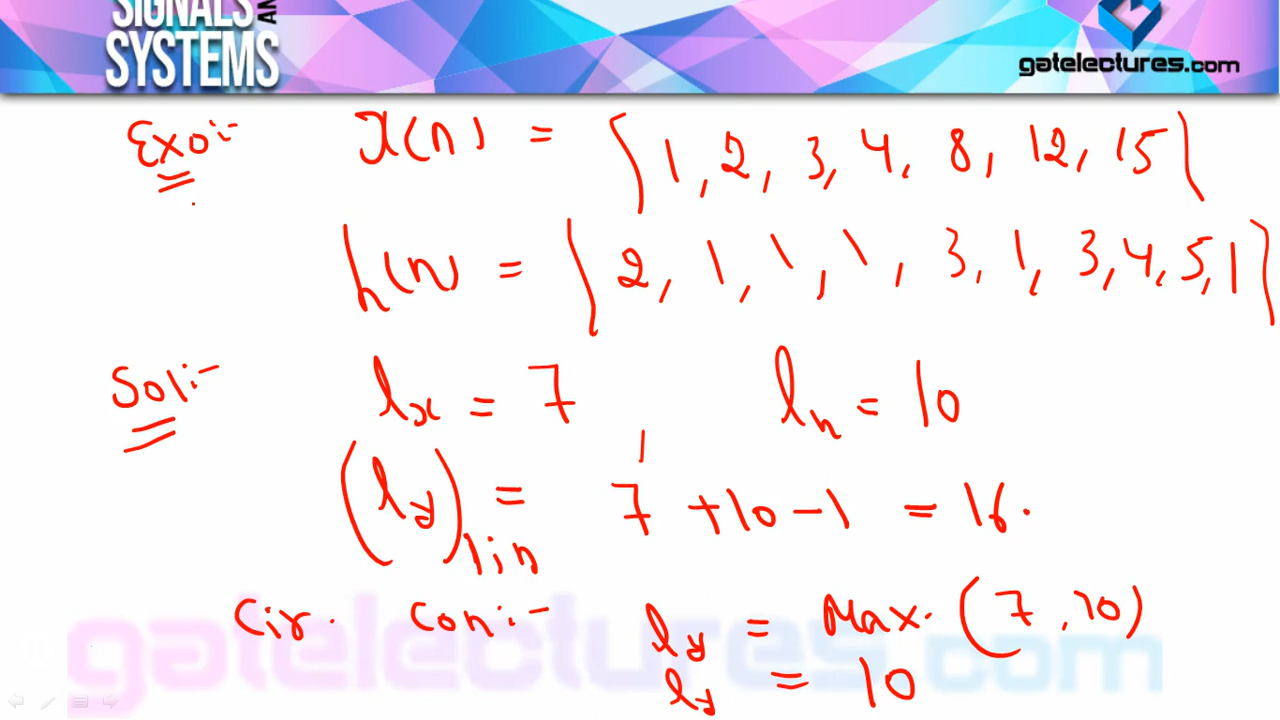 SIGNALS AND
SYSTEMS
gatelectures.com
Exo:- x(n) = {1, 2, 3, 4, 8, 12, 15}
h(n) = {2, 1, 1, 1, 3, 1, 3, 4, 5, 1}
Sol:- lx = 7 lh = 10
(ly)lin = 7 + 10 - 1 = 16.
Cir. Con:- ly = Max. (7, 10)
ly = 10
gatelectures.com